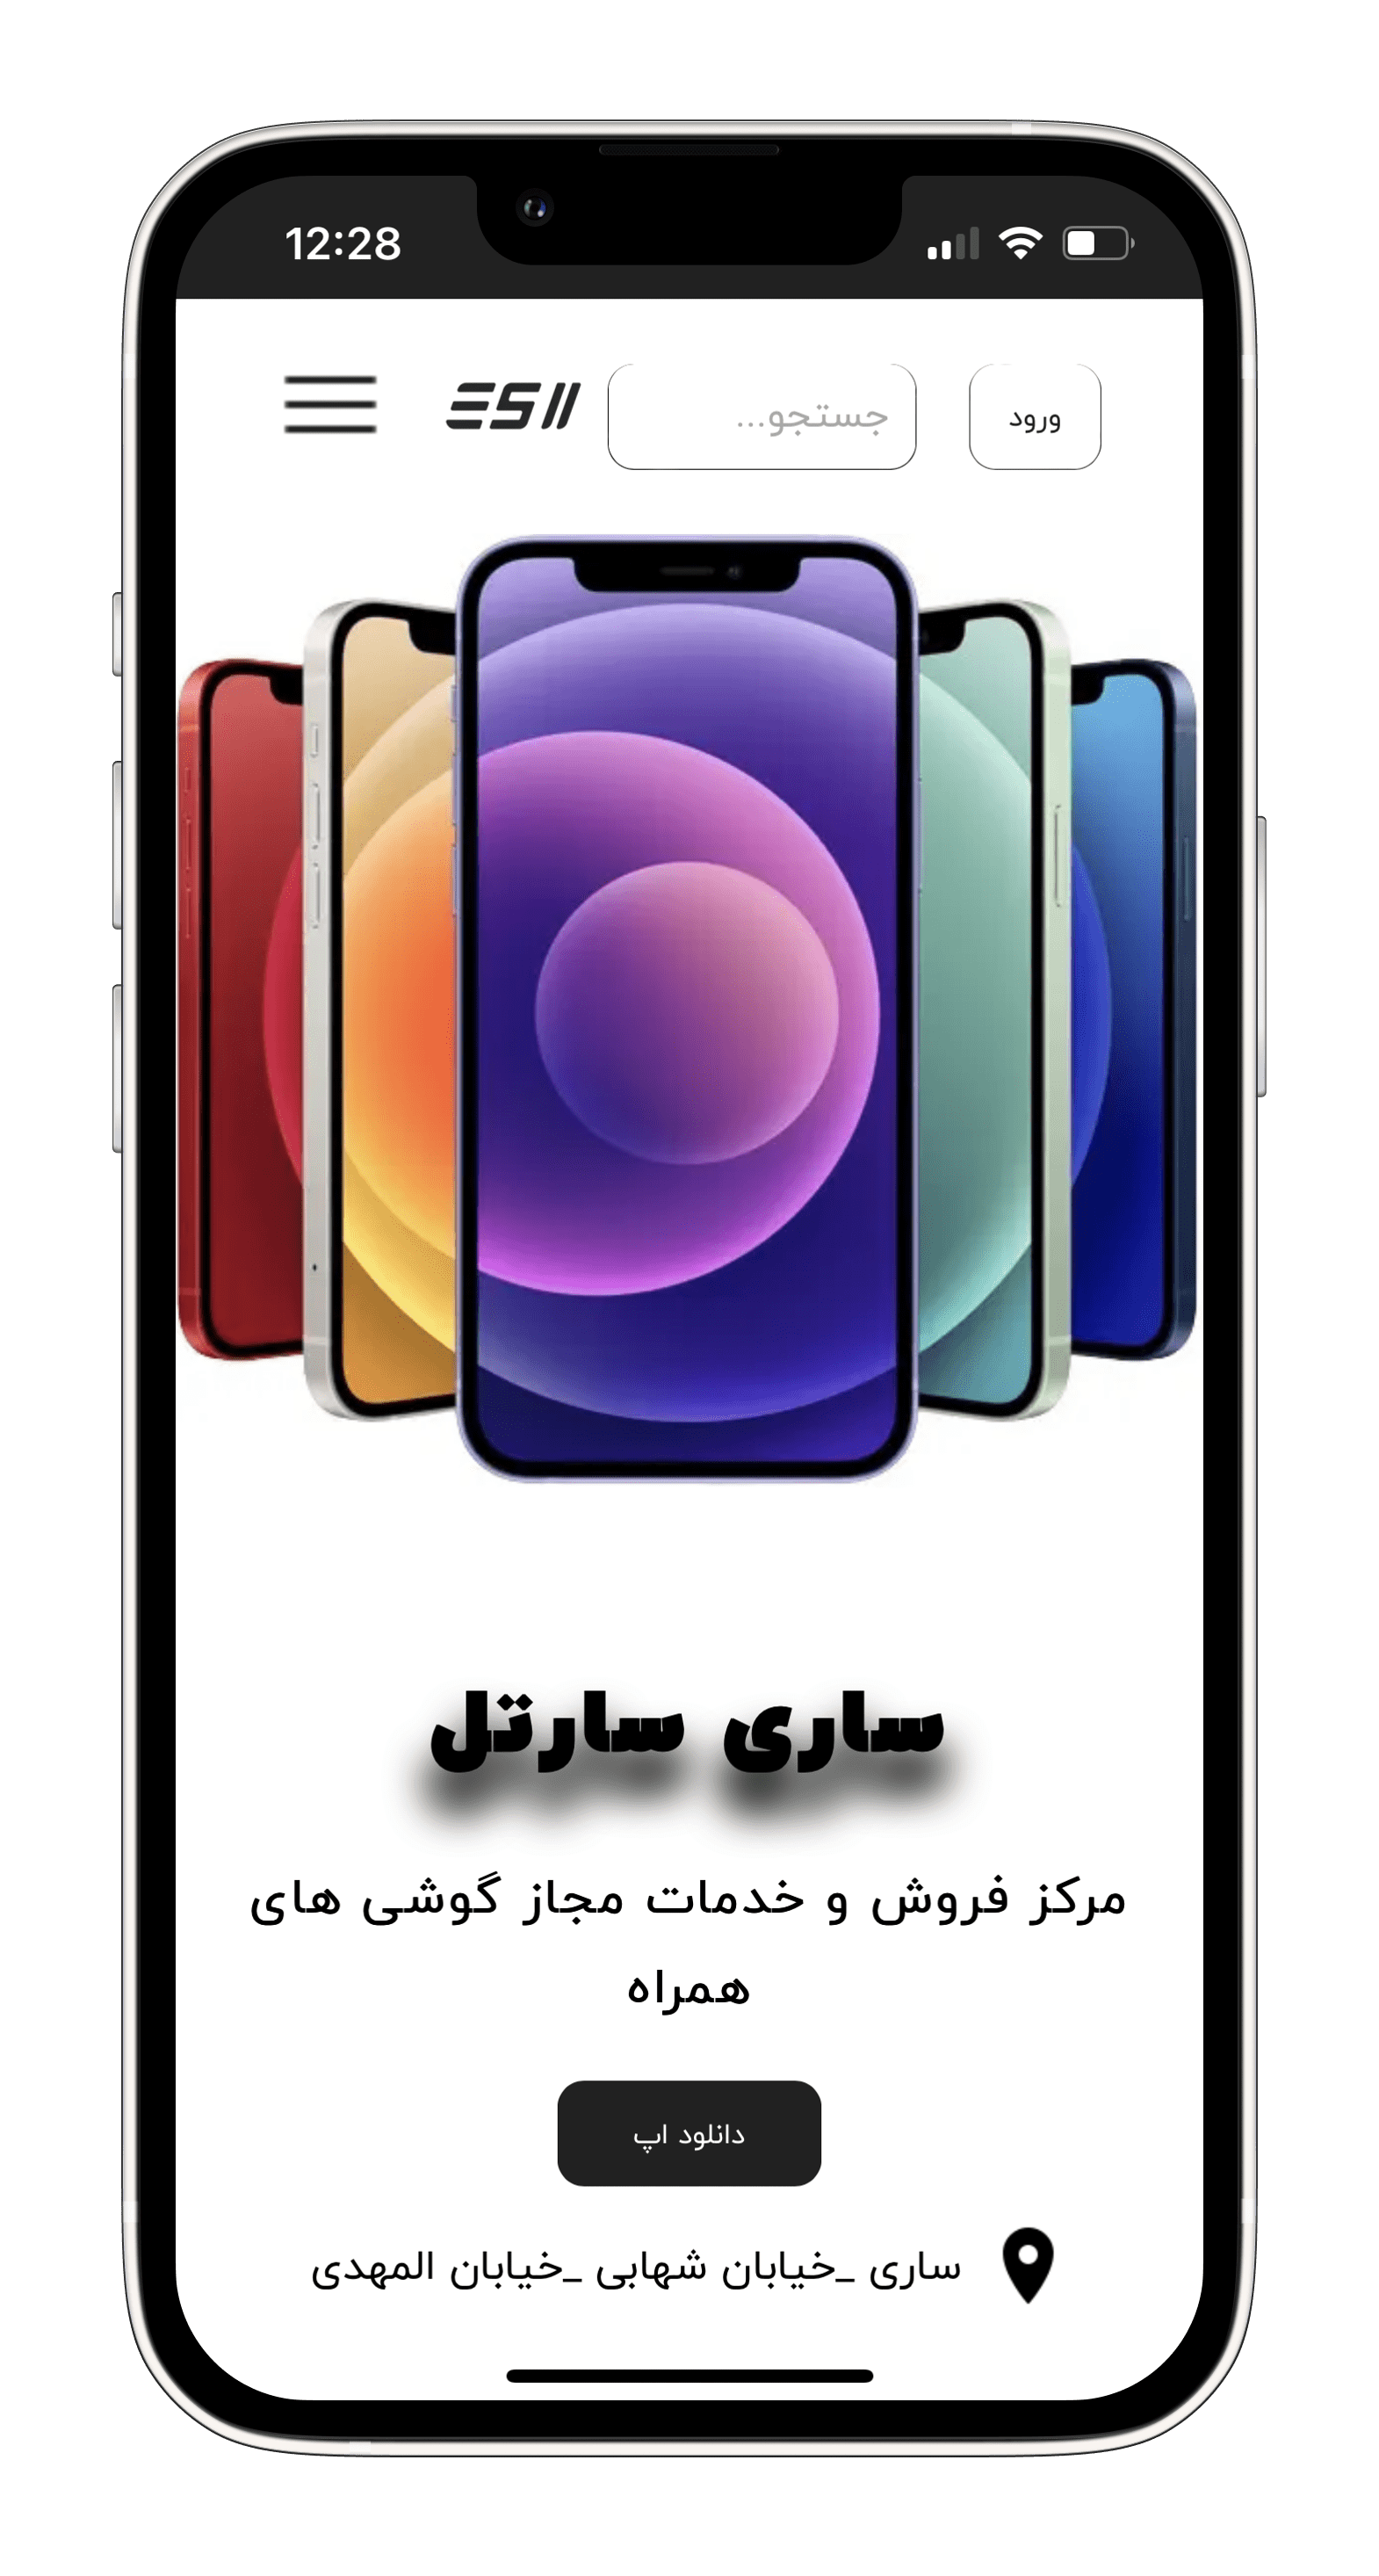 12:28
ورود
جستجو...
ساری سارتل
مرکز فروش و خدمات مجاز گوشی های
همراه
دانلود اپ
ساری _خیابان شهابی _خیابان المهدی